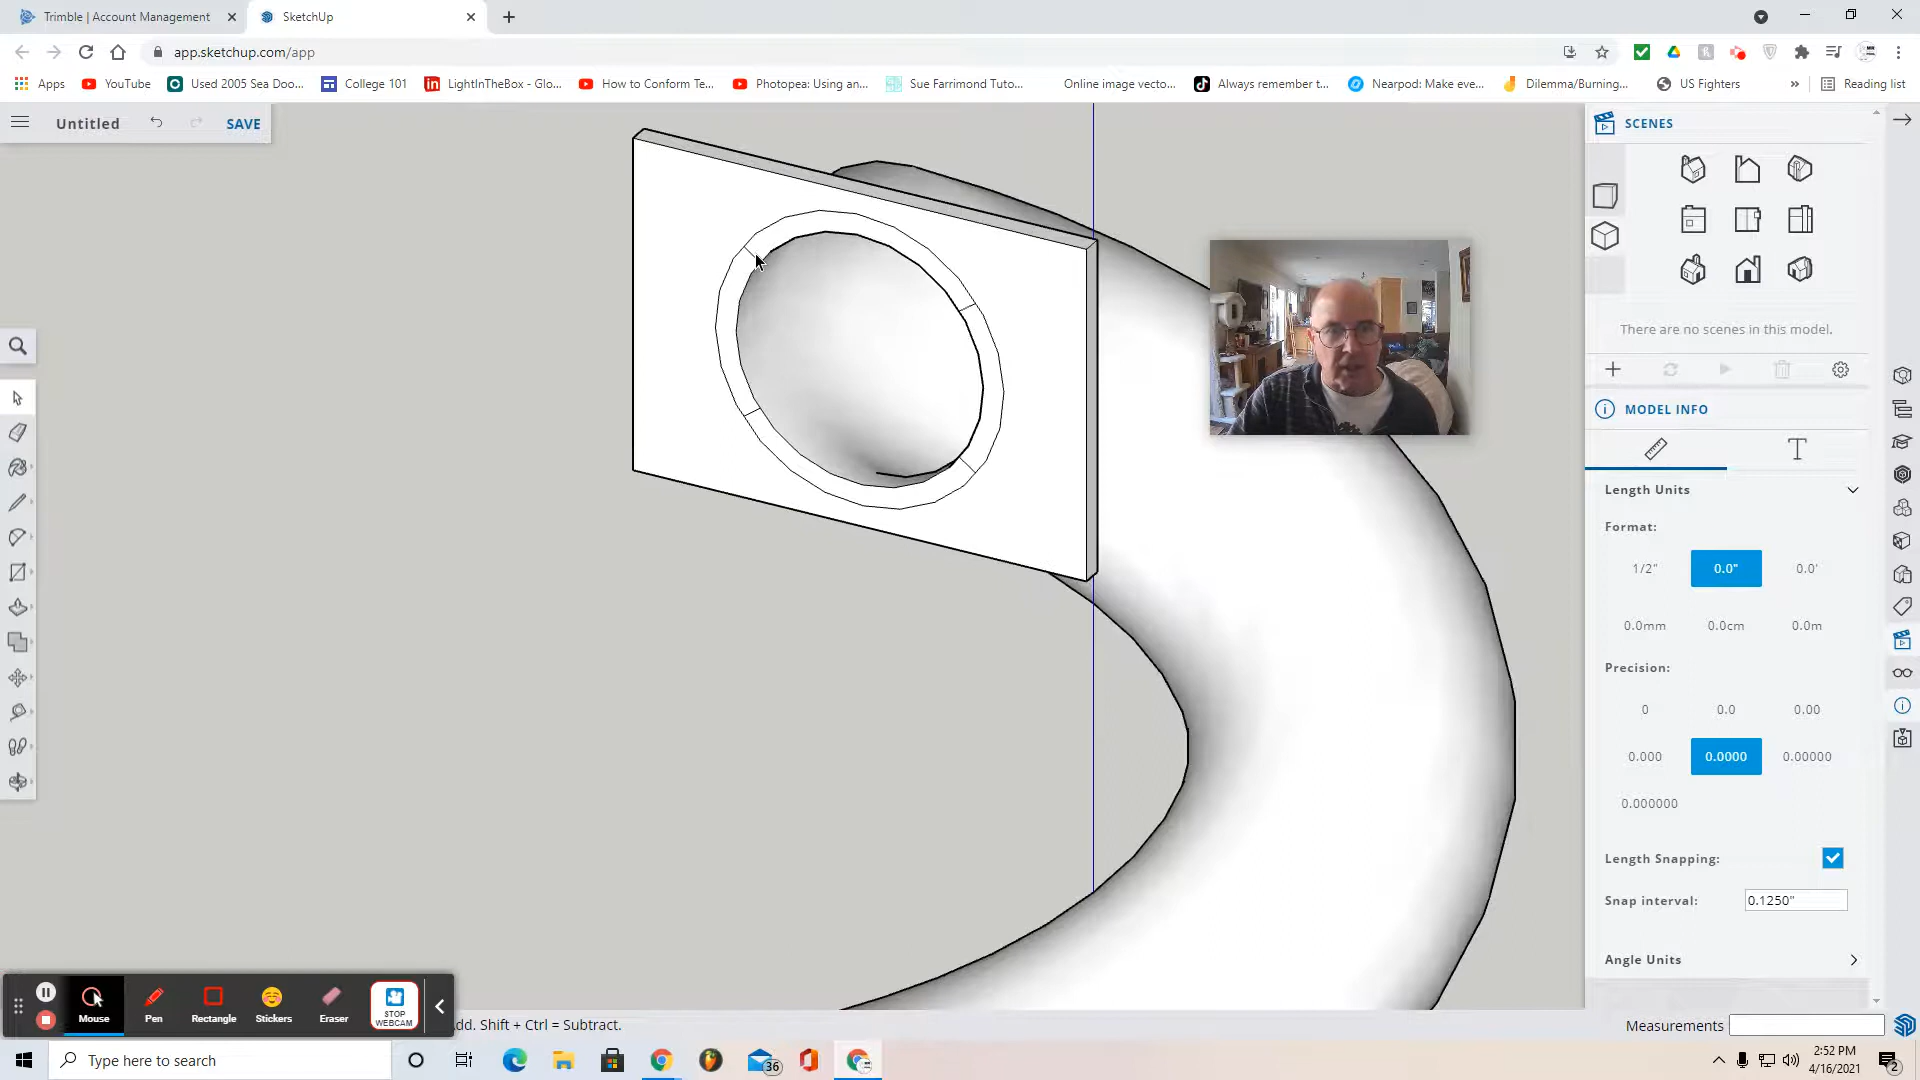 Trimble | Account Management
SketchUp
app.sketchup.com/app
Apps
YouTube
Used 2005 Sea Doo...
College 101
LightInTheBox - Glo...
How to Conform Te...
Photopea: Using an...
Sue Farrimond Tuto...
Online image vecto...
Always remember t...
Nearpod: Make eve...
Dilemma/Burning...
US Fighters
»
Reading list
Untitled
SAVE
SCENES
There are no scenes in this model.
MODEL INFO
Length Units
Format:
1/2"
0.0"
0.0'
0.0mm
0.0cm
0.0m
Precision:
0
0.0
0.00
0.000
0.0000
0.00000
0.000000
Length Snapping:
Snap interval:
0.1250"
Angle Units
Mouse
Pen
Rectangle
Stickers
Eraser
STOP
WEBCAM
dd. Shift + Ctrl = Subtract.
Measurements
Type here to search
36
2:52 PM
4/16/2021
2